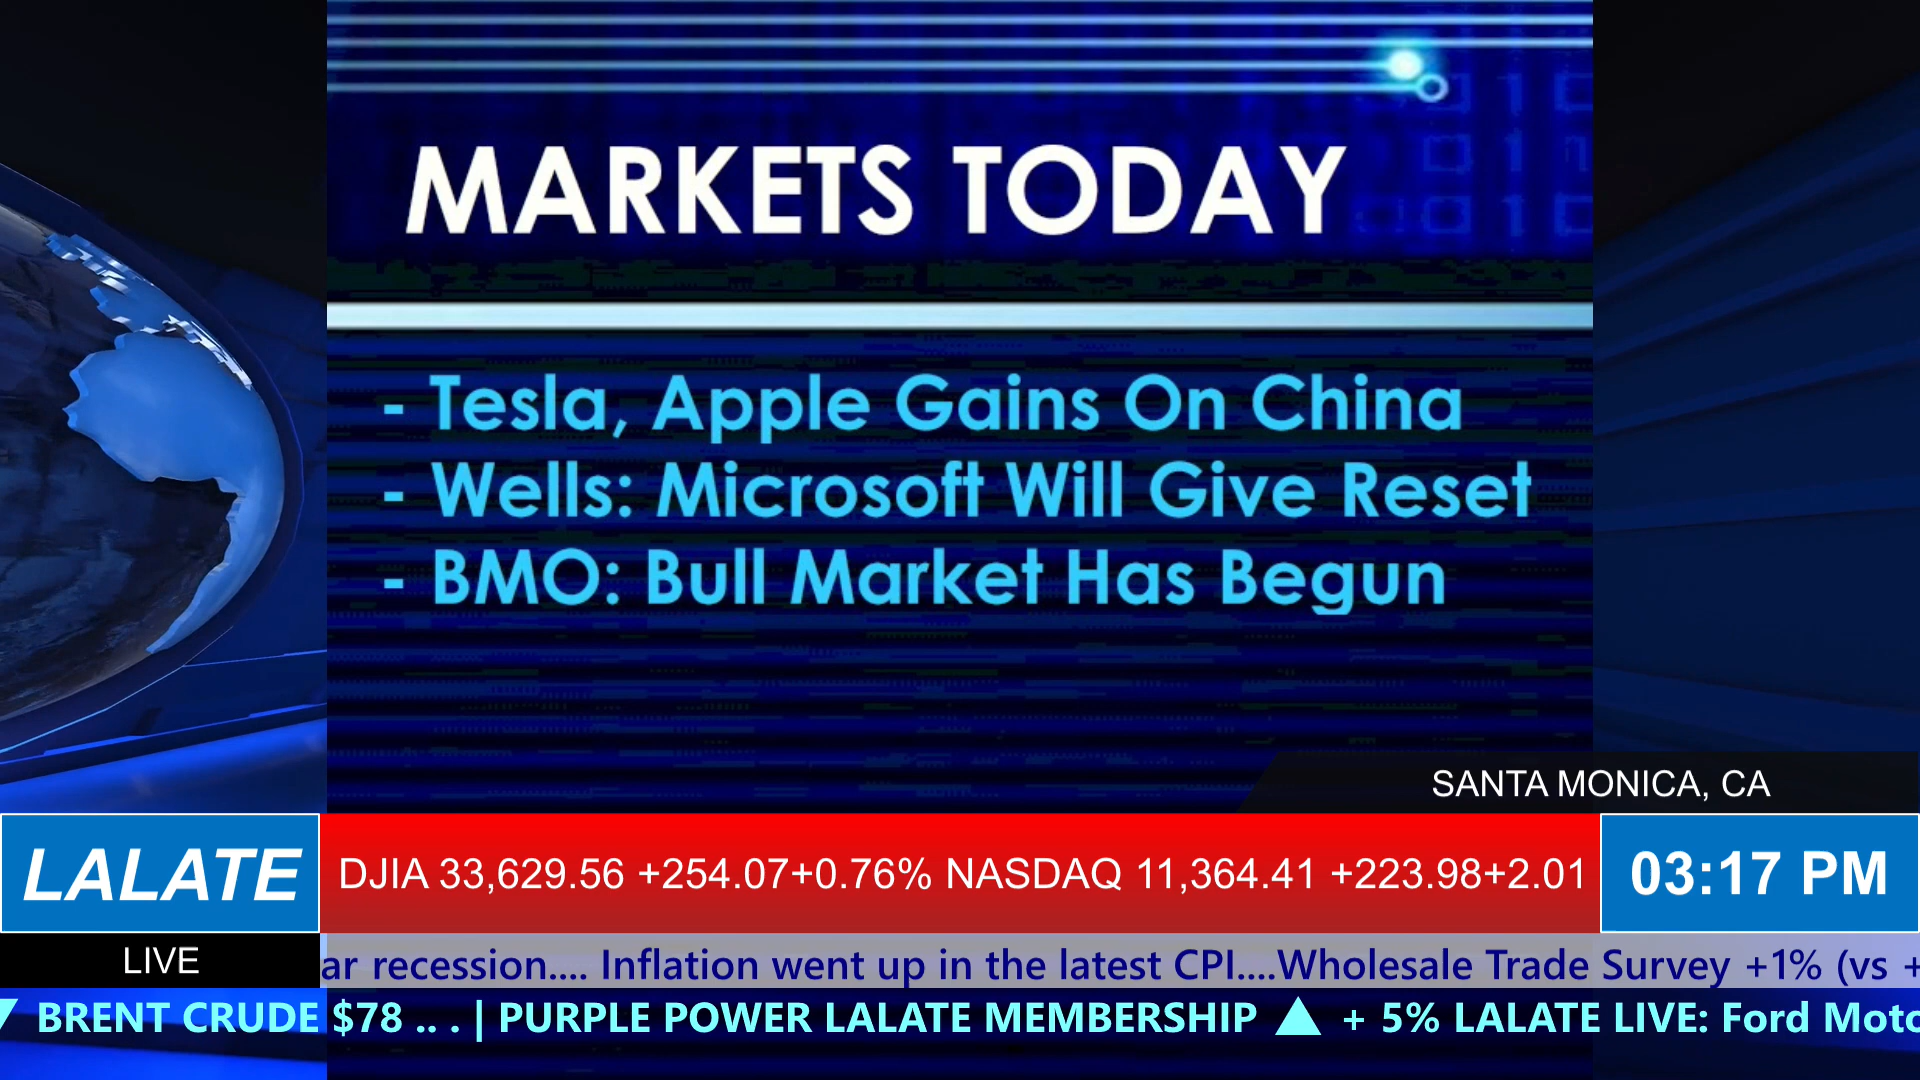 MARKETS TODAY
- Tesla, Apple Gains On China
- Wells: Microsoft Will Give Reset
- BMO: Bull Market Has Begun
SANTA MONICA, CA
LALATE
DJIA 33,629.56 +254.07+0.76% NASDAQ 11,364.41 +223.98+2.01
03:17 PM
LIVE
ar recession.... Inflation went up in the latest CPI....Wholesale Trade Survey +1% (vs +
▼ BRENT CRUDE $78 .. . | PURPLE POWER LALATE MEMBERSHIP ▲ + 5% LALATE LIVE: Ford Moto